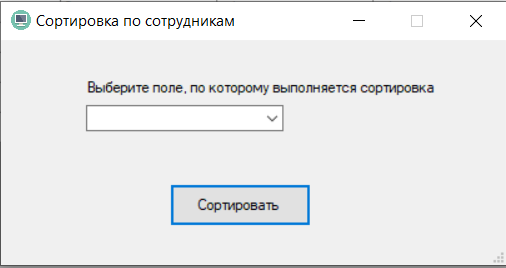 Сортировка по сотрудникам
Выберите поле, по которому выполняется сортировка
Сортировать